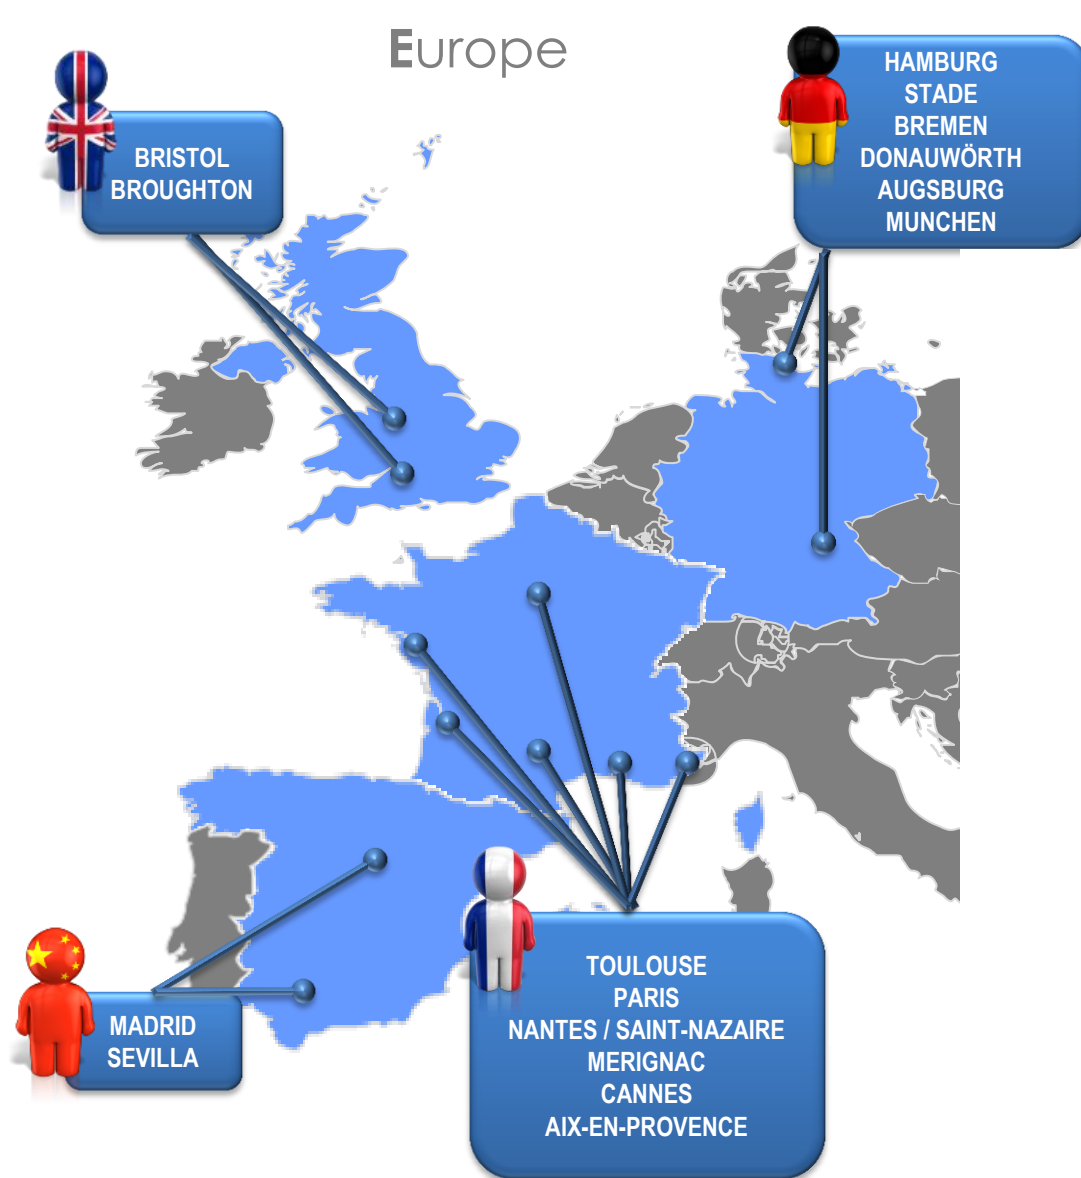 Europe
BRISTOL
BROUGHTON
HAMBURG
STADE
BREMEN
DONAUWÖRTH
AUGSBURG
MUNCHEN
MADRID
SEVILLA
TOULOUSE
PARIS
NANTES / SAINT-NAZAIRE
MERIGNAC
CANNES
AIX-EN-PROVENCE